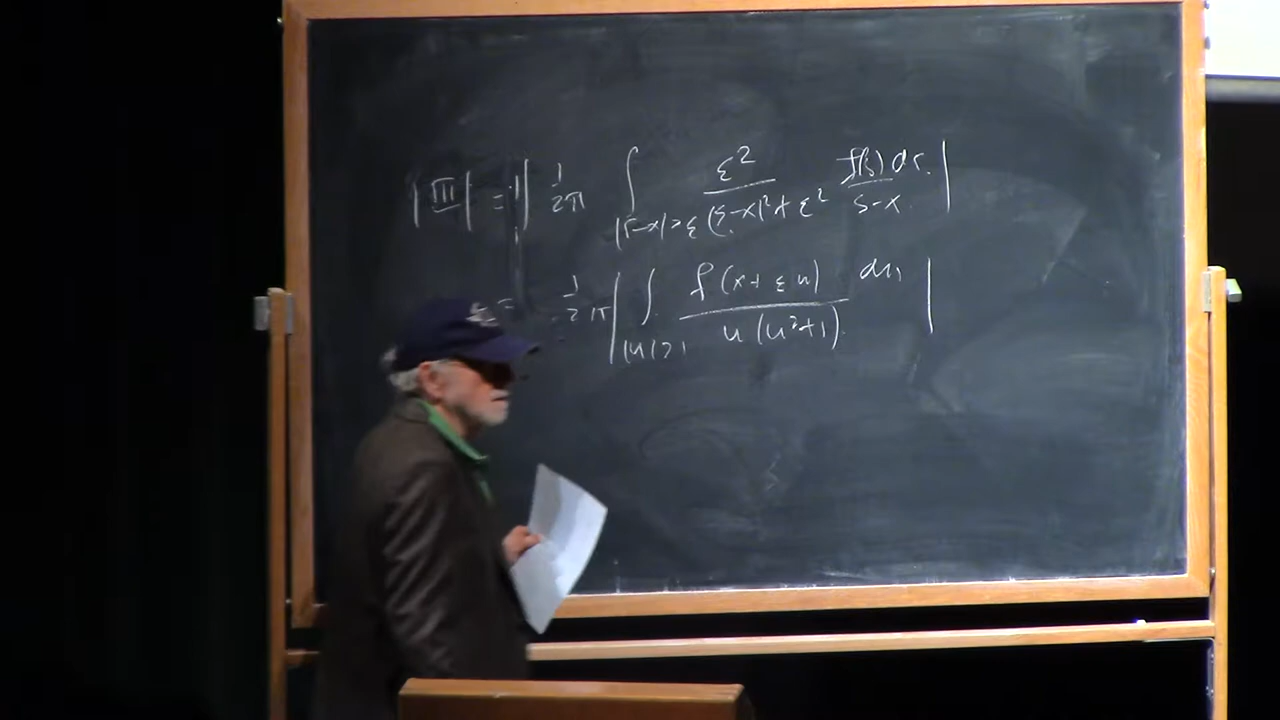 |III| = | 1/2π ∫_{|s-x|>ε} ε²/((s-x)²+ε²) f(s)ds/(s-x) |
= 1/2π | ∫_{|u|>1} f(x+εu)/(u(u²+1)) du |